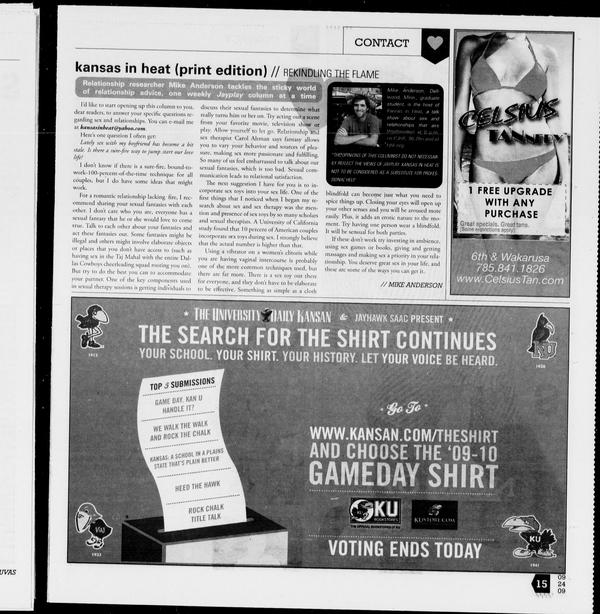 CONTACT
kansas in heat (print edition) // REKINDLING THE FLAME
Relationship researcher Mike Anderson tackles the sticky world
of relationship advice, one weekly Jayplay column at a time
I'd like to start opening up this column to you,
dear readers, to answer your specific questions re-
garding sex and relationships. You can e-mail me
at kansasinheat@yahoo.com.
Here's one question I often get:
Lately sex with my boyfriend has become a bit
stale. Is there a sure-fire way to jump start our love
life?
I don't know if there is a sure-fire, bound-to-
work-100-percent-of-the-time technique for all
couples, but I do have some ideas that might
work.
For a romantic relationship lacking fire, I rec-
ommend sharing your sexual fantasies with each
other. I don't care who you are, everyone has a
sexual fantasy that he or she would love to come
true. Talk to each other about your fantasies and
act these fantasies out. Some fantasies might be
illegal and others might involve elaborate objects
or places that you don't have access to (such as
having sex in the Taj Mahal with the entire Dal-
las Cowboys cheerleading squad rooting you on).
But try to do the best you can to accommodate
your partner. One of the key components used
in sexual therapy sessions is getting individuals to
discuss their sexual fantasies to determine what
really turns him or her on. Try acting out a scene
from your favorite movie, television show or
play. Allow yourself to let go. Relationship and
sex therapist Carol Ahman says fantasy allows
you to vary your behavior and sources of plea-
sure, making sex more passionate and fulfilling.
So many of us feel embarrassed to talk about our
sexual fantasies, which is too bad. Sexual com-
munication leads to relational satisfaction.
The next suggestion I have for you is to in-
corporate sex toys into your sex life. One of the
first things that I noticed when I began my re-
search about sex and sex therapy was the men-
tion and presence of sex toys by so many scholars
and sexual therapists. A University of California
study found that 10 percent of American couples
incorporate sex toys during sex. I strongly believe
that the actual number is higher than that.
Using a vibrator on a women's clitoris while
you are having vaginal intercourse is probably
one of the more common techniques used, but
there are far more. There is a sex toy out there
for everyone, and they don't have to be elaborate
to be effective. Something as simple as a cloth
Mike Anderson, Dell-
wood, Minn., graduate
student, is the host of
Kansas in Heat, a talk
show about sex and
relationships that airs
"THE OPINIONS OF THIS COLUMNIST DO NOT NECESSAR-
ILY REFLECT THE VIEWS OF JAYPLAY. KANSAS IN HEAT IS
NOT TO BE CONSIDERED AS A SUBSTITUTE FOR PROFES-
SIONAL HELP."
blindfold can become just what you need to
spice things up. Closing your eyes will open up
your other senses and you will be aroused more
easily. Plus, it adds an erotic nature to the mo-
ment. Try having one person wear a blindfold.
It will be sensual for both parties.
If these don't work try investing in ambience,
using sex games or books, giving and getting
massages and making sex a priority in your rela-
tionship. You deserve great sex in your life, and
these are some of the ways you can get it.
// MIKE ANDERSON
CELSIUS
TANNERY
1 FREE UPGRADE
WITH ANY
PURCHASE
Great specials. Great tans.
(Some exemptions apply)
6th & Wakarusa
785.841.1826
www.CelsiusTan.com
* THE UNIVERSITY DAILY KANSAN & JAYHAWK SAAC PRESENT *
THE SEARCH FOR THE SHIRT CONTINUES
YOUR SCHOOL. YOUR SHIRT. YOUR HISTORY. LET YOUR VOICE BE HEARD.
1912
TOP 5 SUBMISSIONS
GAME DAY. KAN U
HANDLE IT?
WE WALK THE WALK
AND ROCK THE CHALK
KANSAS: A SCHOOL IN A PLAINS
STATE THAT'S PLAIN BETTER
HEED THE HAWK
ROCK CHALK
TITLE TALK
Go To
WWW.KANSAN.COM/THESHIRT
AND CHOOSE THE '09-10
GAMEDAY SHIRT
KU
BOOKSTORES
KUSTORE.COM
VOTING ENDS TODAY
KU
1941
15
09
24
09
UVAS